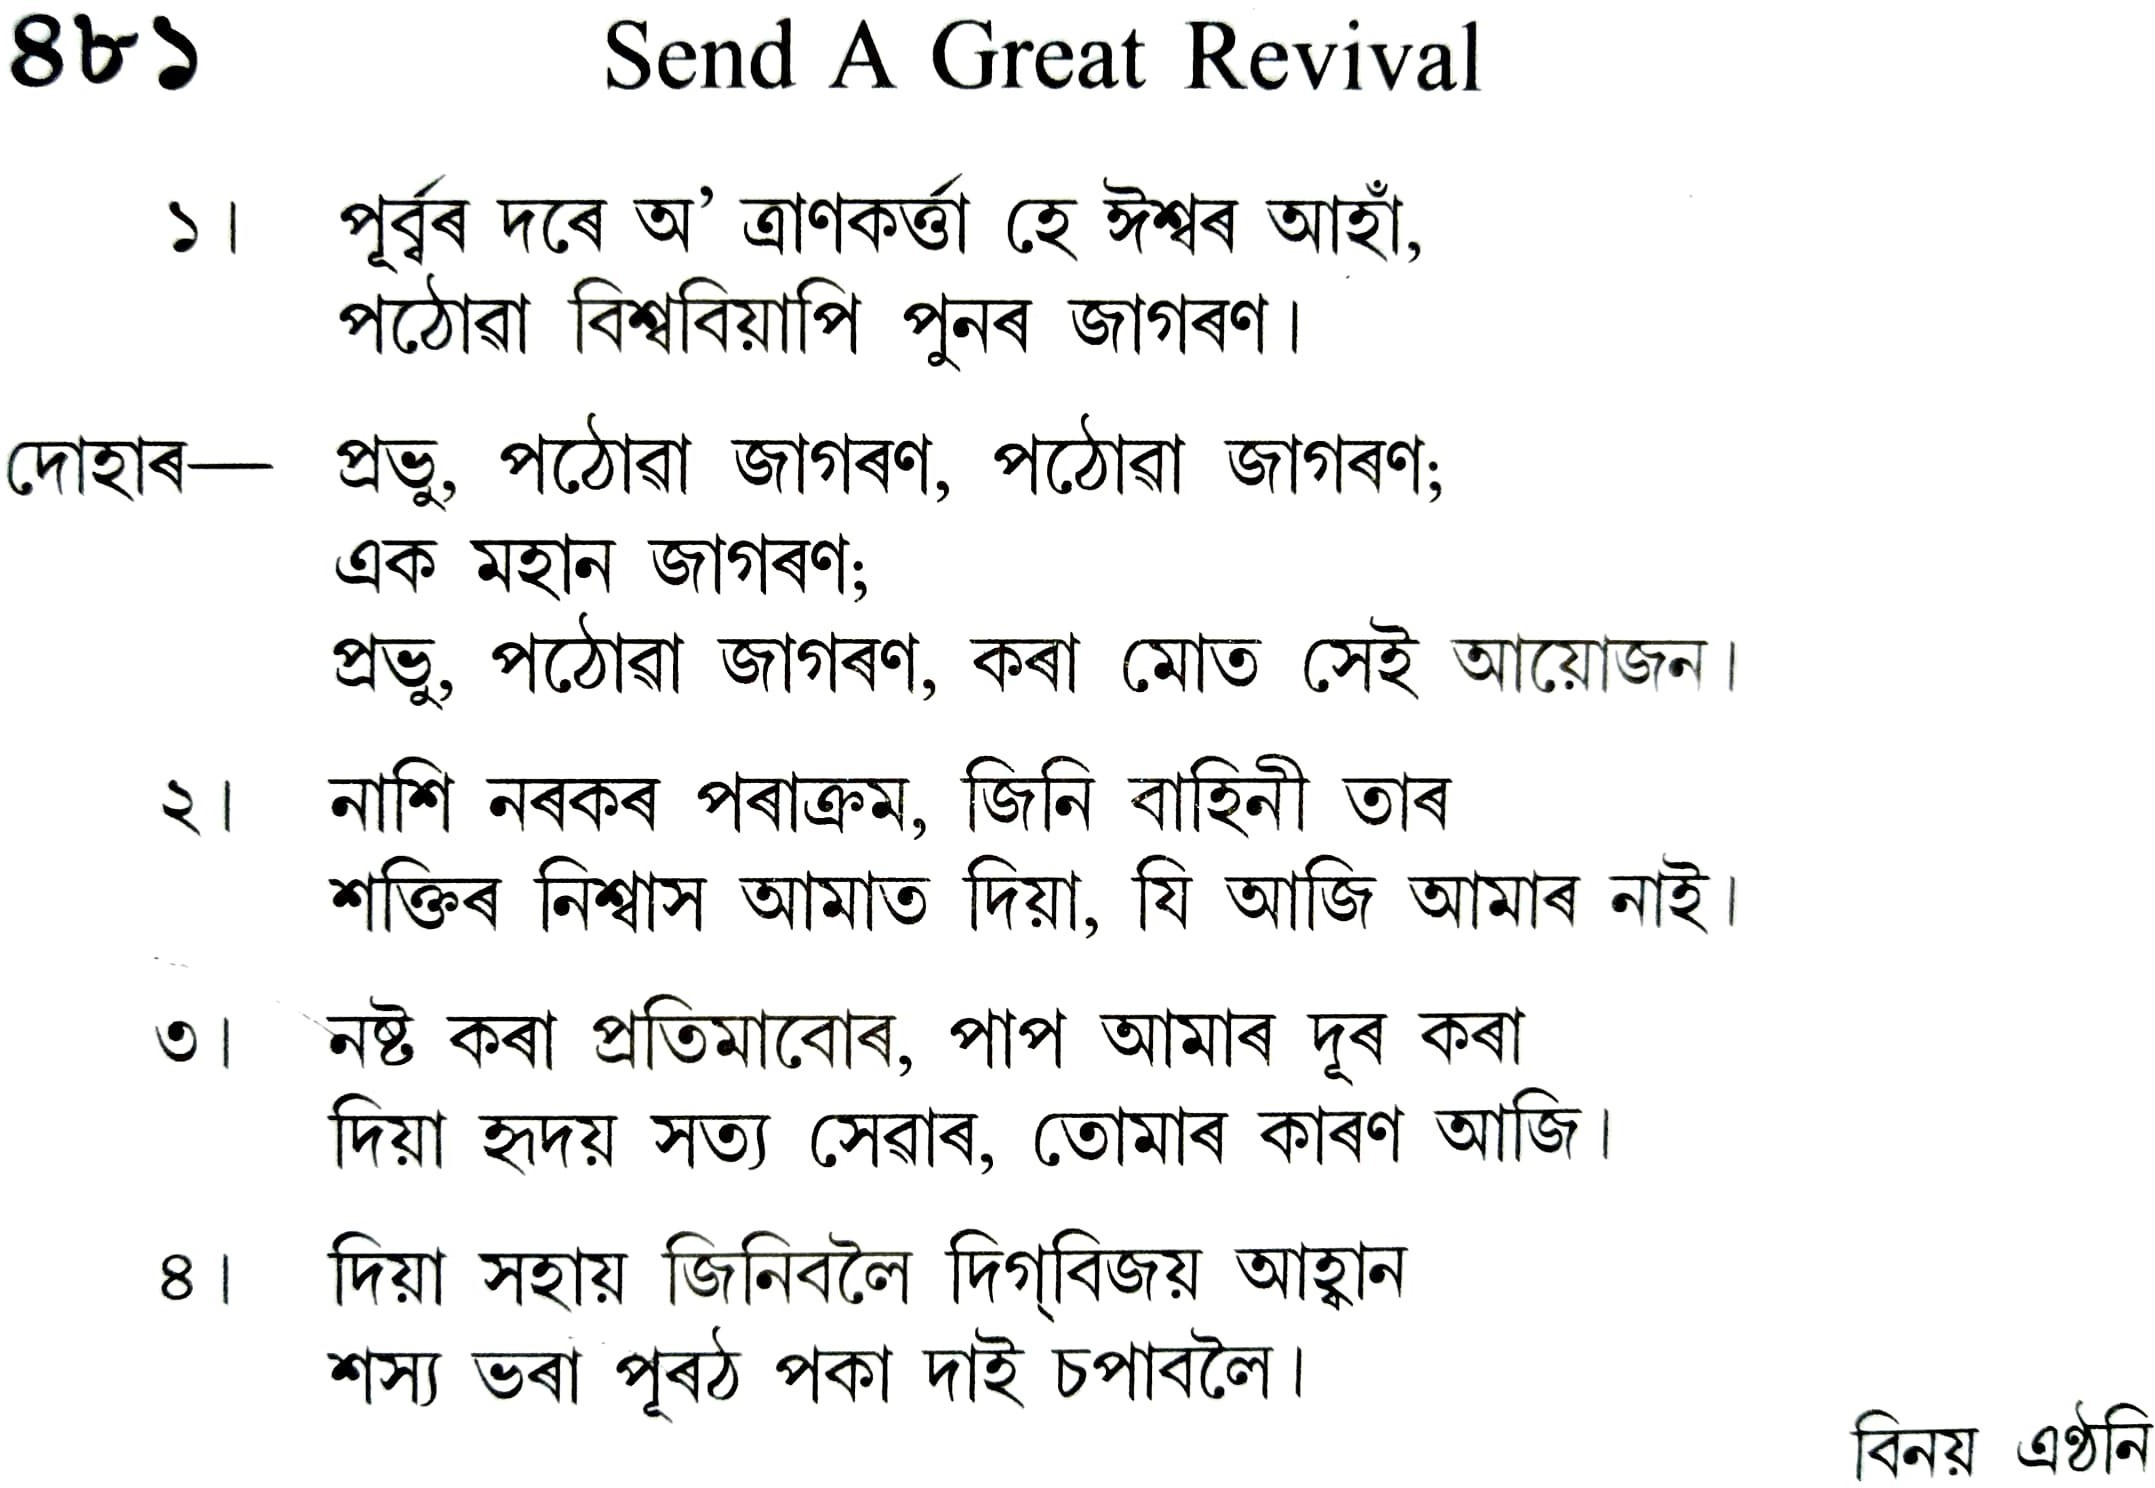 ৪৮১ Send A Great Revival
১। পূৰ্ব্বৰ দৰে অ’ ত্ৰাণকৰ্ত্তা হে ঈশ্বৰ আহাঁ,
পঠোৱা বিশ্ববিয়াপি পুনৰ জাগৰণ।
দোহাৰ— প্ৰভু, পঠোৱা জাগৰণ, পঠোৱা জাগৰণ;
এক মহান জাগৰণ;
প্ৰভু, পঠোৱা জাগৰণ, কৰা মোত সেই আয়োজন।
২। নাশি নৰকৰ পৰাক্ৰম, জিনি বাহিনী তাৰ
শক্তিৰ নিশ্বাস আমাত দিয়া, যি আজি আমাৰ নাই।
৩। নষ্ট কৰা প্ৰতিমাবোৰ, পাপ আমাৰ দূৰ কৰা
দিয়া হৃদয় সত্য সেৱাৰ, তোমাৰ কাৰণ আজি।
৪। দিয়া সহায় জিনিবলৈ দিগ্‌বিজয় আহ্বান
শস্য ভৰা পূৰঠ পকা দাই চপাবলৈ।
বিনয় এণ্ঠনি